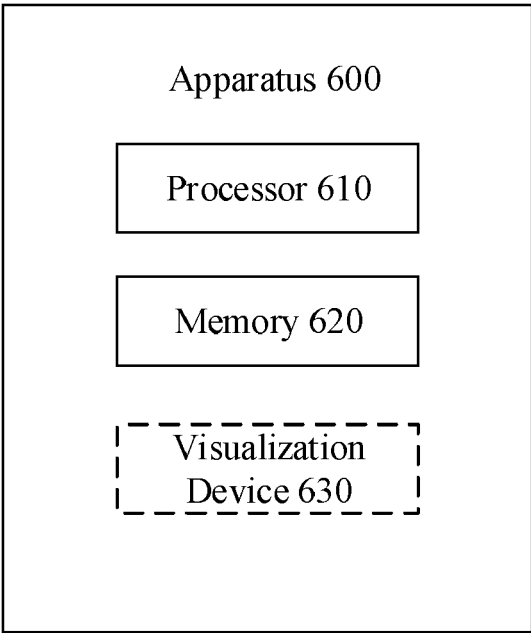 Apparatus 600
Processor 610
Memory 620
Visualization
Device 630